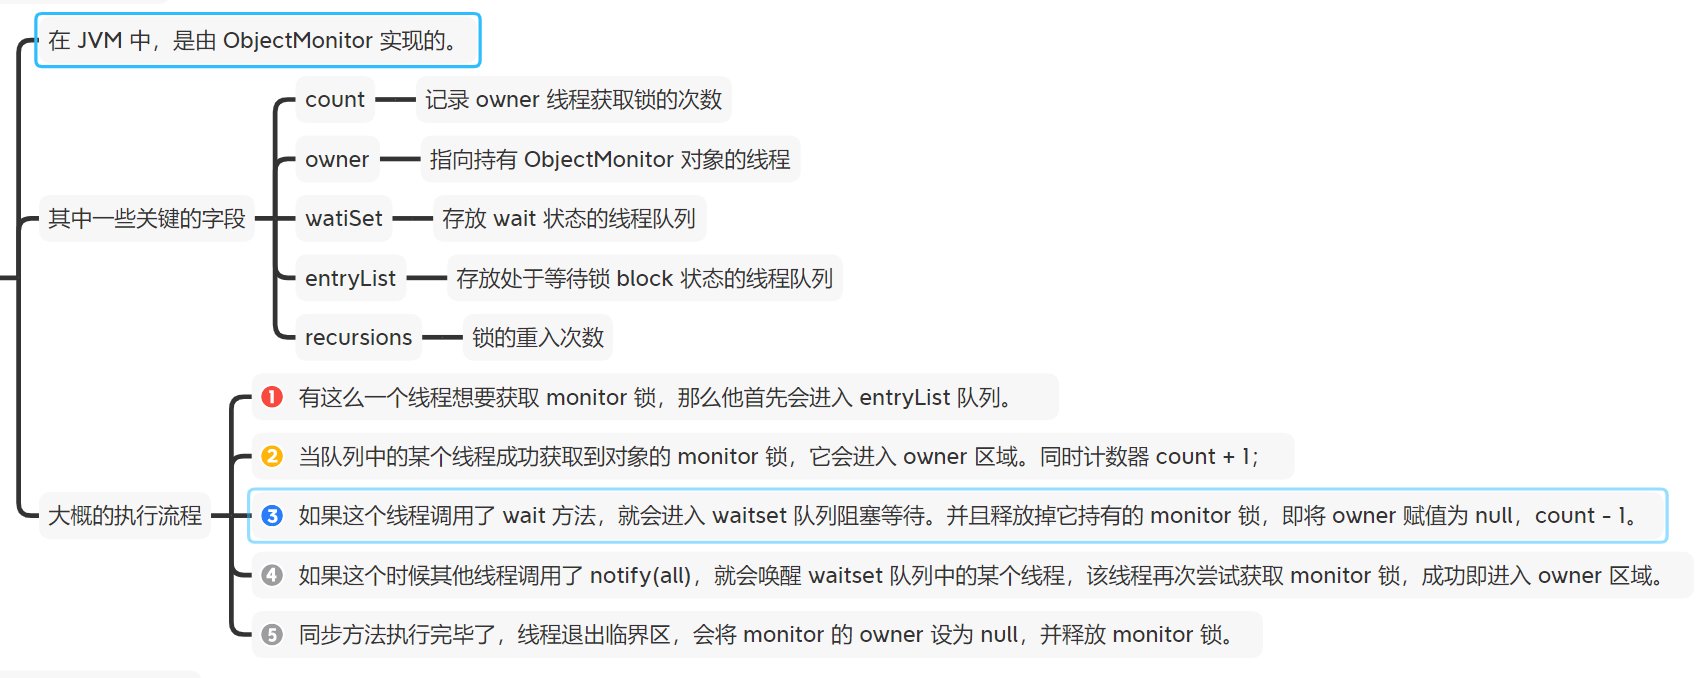 在 JVM 中，是由 ObjectMonitor 实现的。
其中一些关键的字段
count
记录 owner 线程获取锁的次数
owner
指向持有 ObjectMonitor 对象的线程
watiSet
存放 wait 状态的线程队列
entryList
存放处于等待锁 block 状态的线程队列
recursions
锁的重入次数
大概的执行流程
1 有这么一个线程想要获取 monitor 锁，那么他首先会进入 entryList 队列。
2 当队列中的某个线程成功获取到对象的 monitor 锁，它会进入 owner 区域。同时计数器 count + 1；
3 如果这个线程调用了 wait 方法，就会进入 waitset 队列阻塞等待。并且释放掉它持有的 monitor 锁，即将 owner 赋值为 null，count - 1。
4 如果这个时候其他线程调用了 notify(all)，就会唤醒 waitset 队列中的某个线程，该线程再次尝试获取 monitor 锁，成功即进入 owner 区域。
5 同步方法执行完毕了，线程退出临界区，会将 monitor 的 owner 设为 null，并释放 monitor 锁。